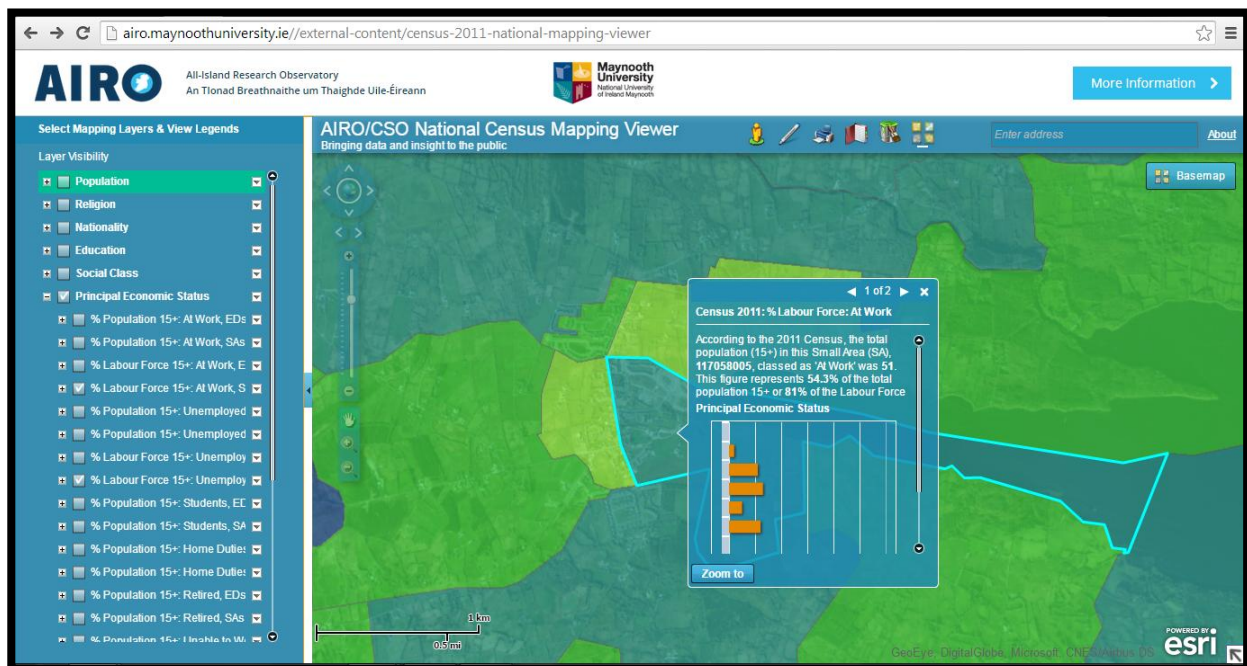 airo.maynoothuniversity.ie//external-content/census-2011-national-mapping-viewer
AIRO
All-Island Research Observatory
An Tionad Breathnaithe um Thaighde Uile-Éireann
Maynooth
University
National University
of Ireland Maynooth
More Information
Select Mapping Layers & View Legends
AIRO/CSO National Census Mapping Viewer
Bringing data and insight to the public
Enter address
About
Layer Visibility
Basemap
Population
Religion
Nationality
Education
Social Class
Principal Economic Status
% Population 15+: At Work, EDs
% Population 15+: At Work, SAs
% Labour Force 15+: At Work, E
% Labour Force 15+: At Work, S
% Population 15+: Unemployed
% Population 15+: Unemployed
% Labour Force 15+: Unemploy
% Labour Force 15+: Unemploy
% Population 15+: Students, ED
% Population 15+: Students, SA
% Population 15+: Home Duties
% Population 15+: Home Duties
% Population 15+: Retired, EDs
% Population 15+: Retired, SAs
% Population 15+: Unable to W
1 of 2
Census 2011: % Labour Force: At Work
According to the 2011 Census, the total
population (15+) in this Small Area (SA),
117058005, classed as 'At Work' was 51.
This figure represents 54.3% of the total
population 15+ or 81% of the Labour Force
Principal Economic Status
Zoom to
1 km
0.5 mi
GeoEye, DigitalGlobe, Microsoft, CNES/Airbus DS
POWERED BY
esri